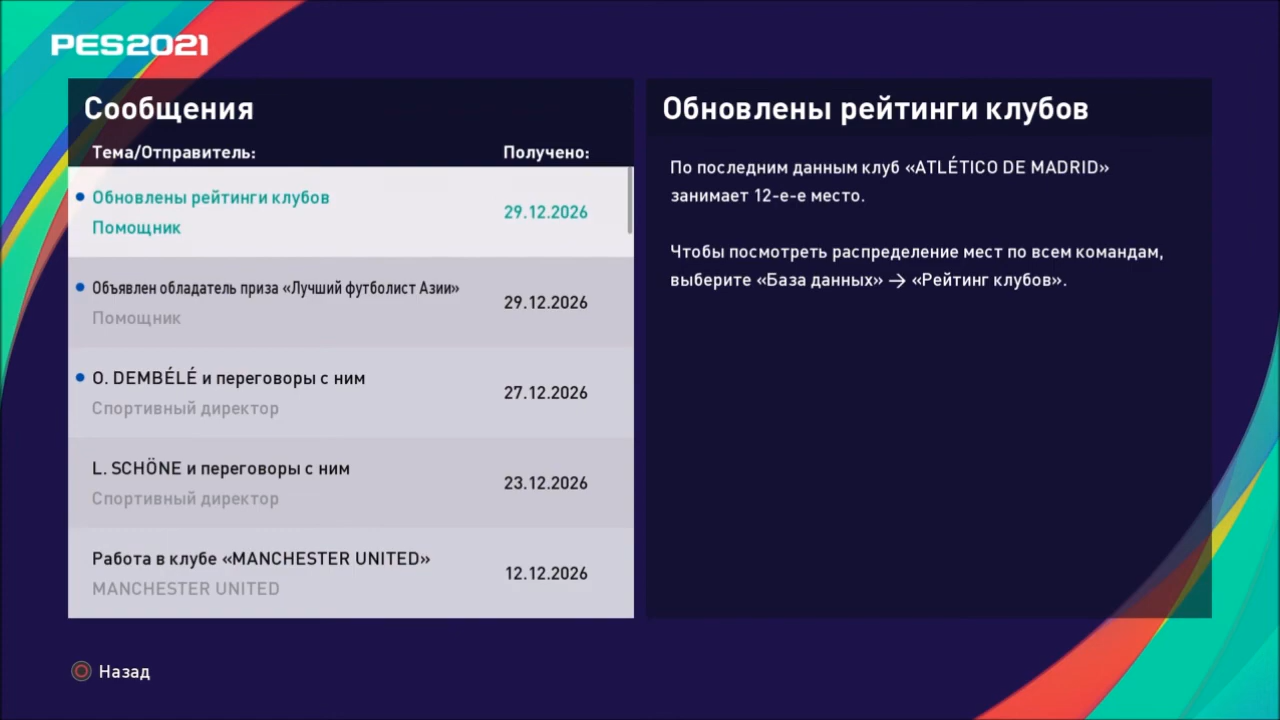 PES2021
Сообщения
Тема/Отправитель:
Получено:
Обновлены рейтинги клубов
Помощник
29.12.2026
Объявлен обладатель приза «Лучший футболист Азии»
Помощник
29.12.2026
O. DEMBÉLÉ и переговоры с ним
Спортивный директор
27.12.2026
L. SCHÖNE и переговоры с ним
Спортивный директор
23.12.2026
Работа в клубе «MANCHESTER UNITED»
MANCHESTER UNITED
12.12.2026
Обновлены рейтинги клубов
По последним данным клуб «ATLÉTICO DE MADRID»
занимает 12-е-е место.
Чтобы посмотреть распределение мест по всем командам,
выберите «База данных» → «Рейтинг клубов».
Назад